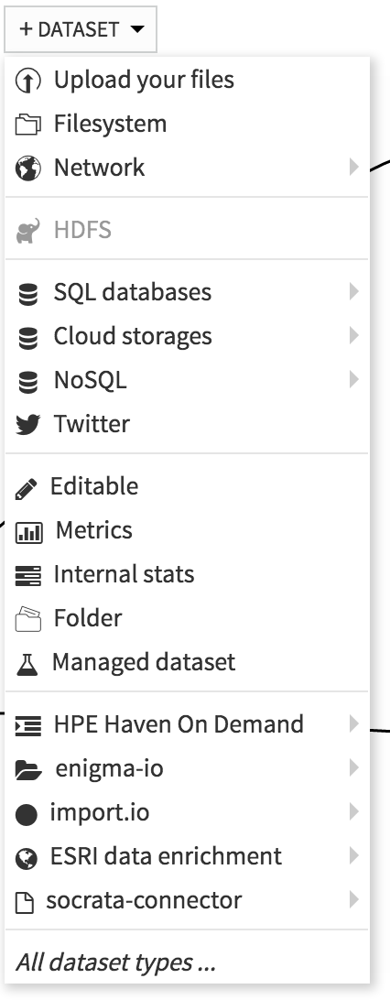 + DATASET
Upload your files
Filesystem
Network
HDFS
SQL databases
Cloud storages
NoSQL
Twitter
Editable
Metrics
Internal stats
Folder
Managed dataset
HPE Haven On Demand
enigma-io
import.io
ESRI data enrichment
socrata-connector
All dataset types ...